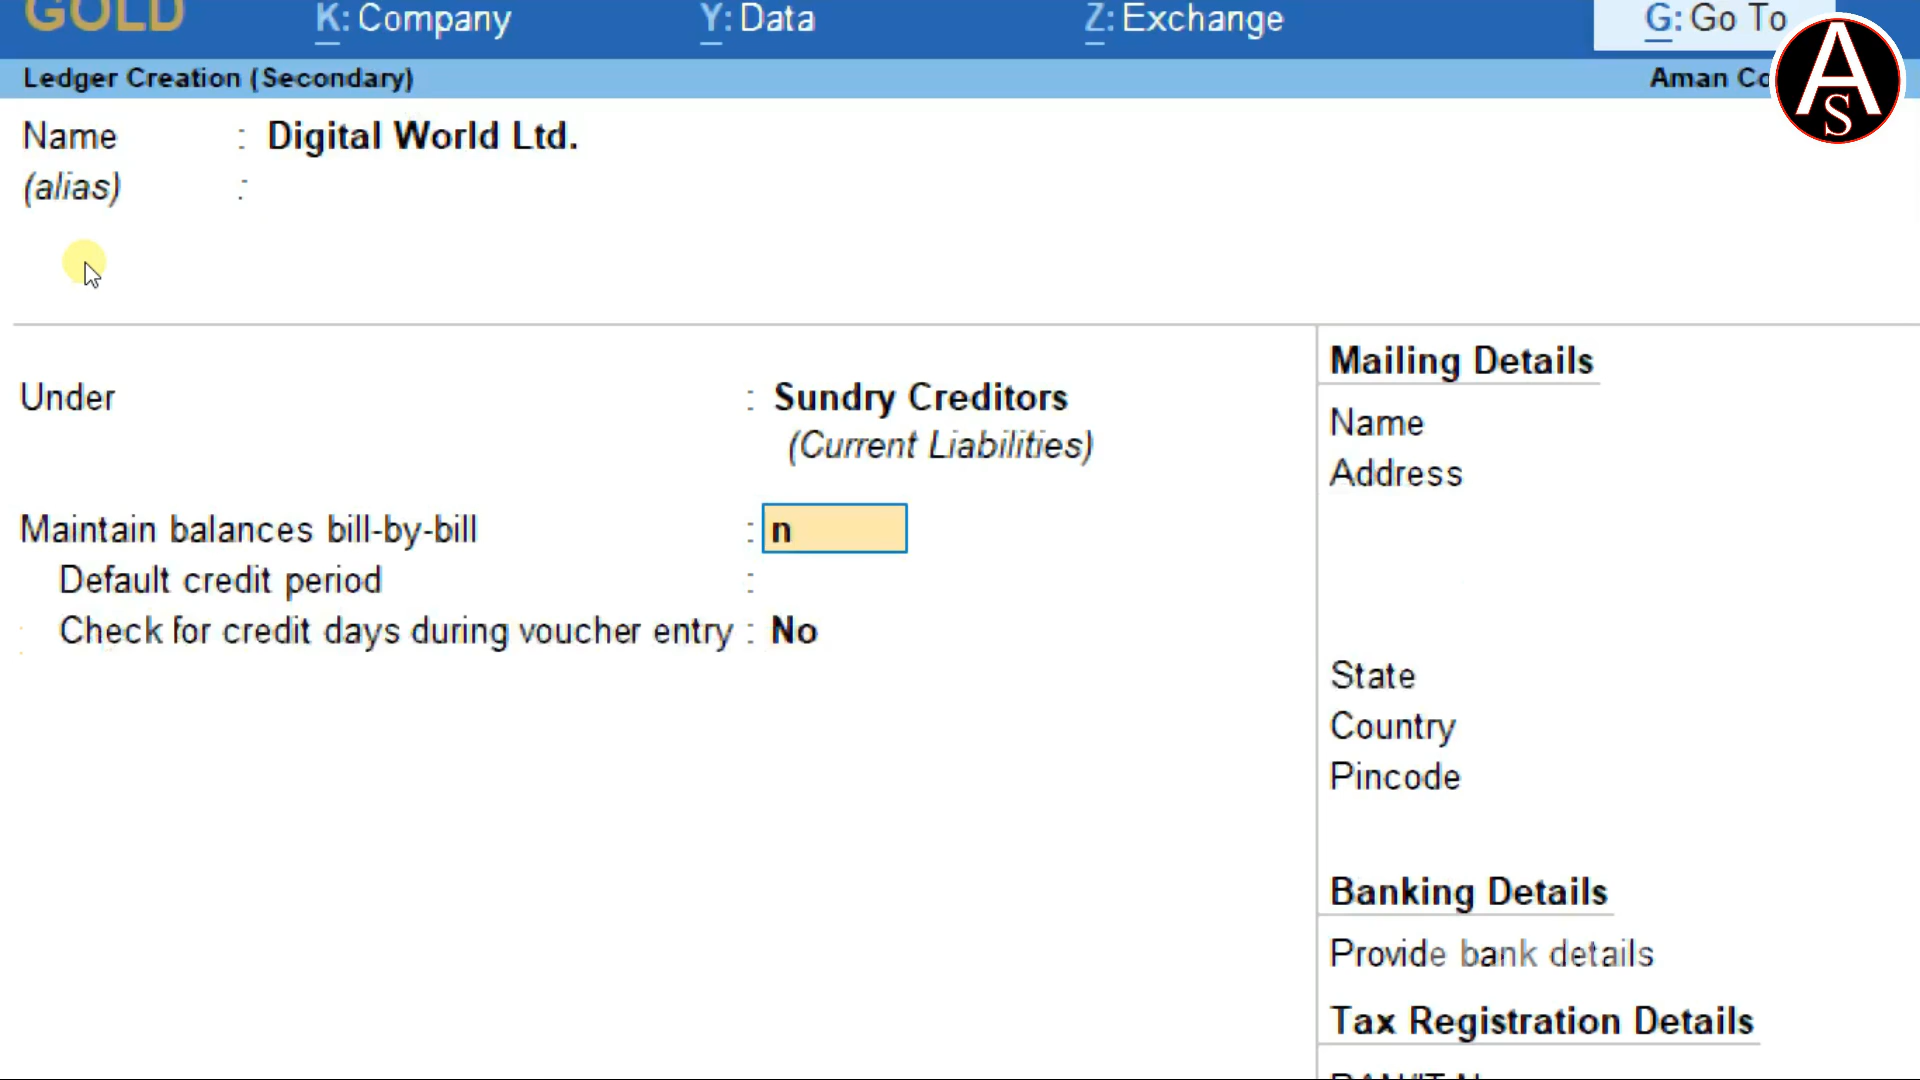 GOLD K: Company Y: Data Z: Exchange G: Go To
Ledger Creation (Secondary) Aman Co
AS
Name : Digital World Ltd.
(alias) :
Under : Sundry Creditors
(Current Liabilities)
Maintain balances bill-by-bill : n
Default credit period :
Check for credit days during voucher entry : No
Mailing Details
Name
Address
State
Country
Pincode
Banking Details
Provide bank details
Tax Registration Details